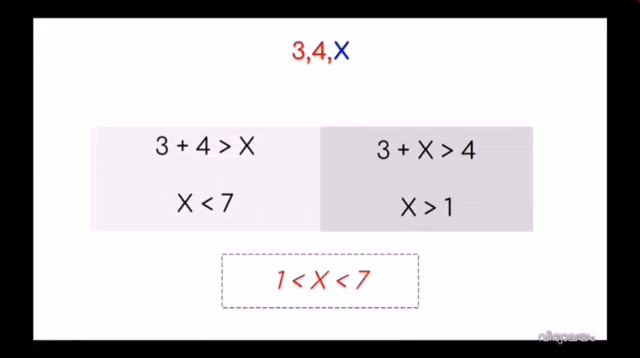 3,4,X
3 + 4 > X
X < 7
3 + X > 4
X > 1
1 < X < 7